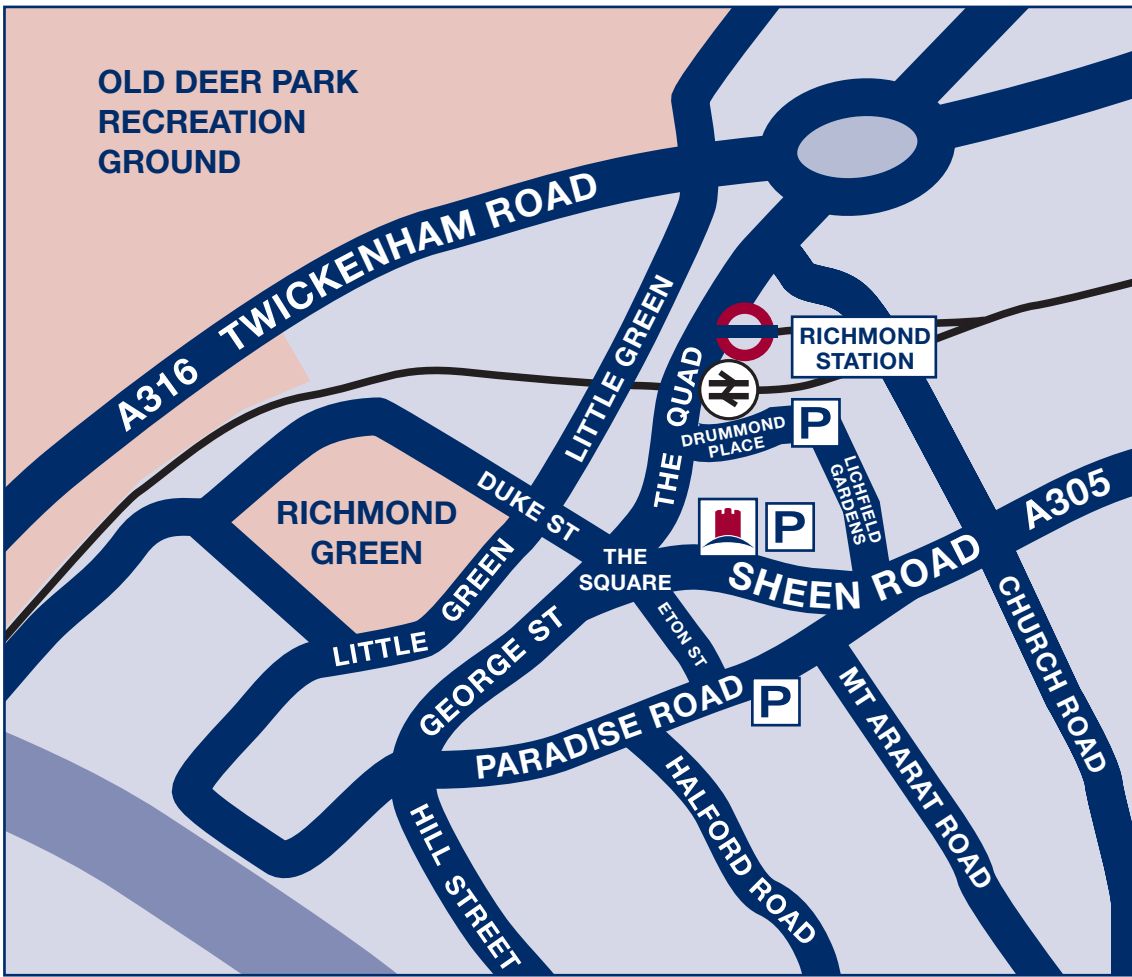 OLD DEER PARK
RECREATION
GROUND
A316 TWICKENHAM ROAD
LITTLE GREEN
THE QUAD
RICHMOND
STATION
DRUMMOND
PLACE
P
LICHFIELD
GARDENS
DUKE ST
RICHMOND
GREEN
P
A305
THE
SQUARE
SHEEN ROAD
LITTLE GREEN
ETON ST
GEORGE ST
CHURCH ROAD
PARADISE ROAD
P
MT ARARAT ROAD
HALFORD ROAD
HILL STREET